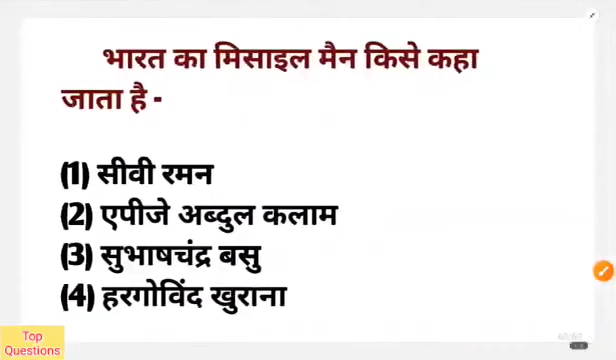 भारत का मिसाइल मैन किसे कहा
जाता है -
(1) सीवी रमन
(2) एपीजे अब्दुल कलाम
(3) सुभाषचंद्र बसु
(4) हरगोविंद खुराना
Top
Questions